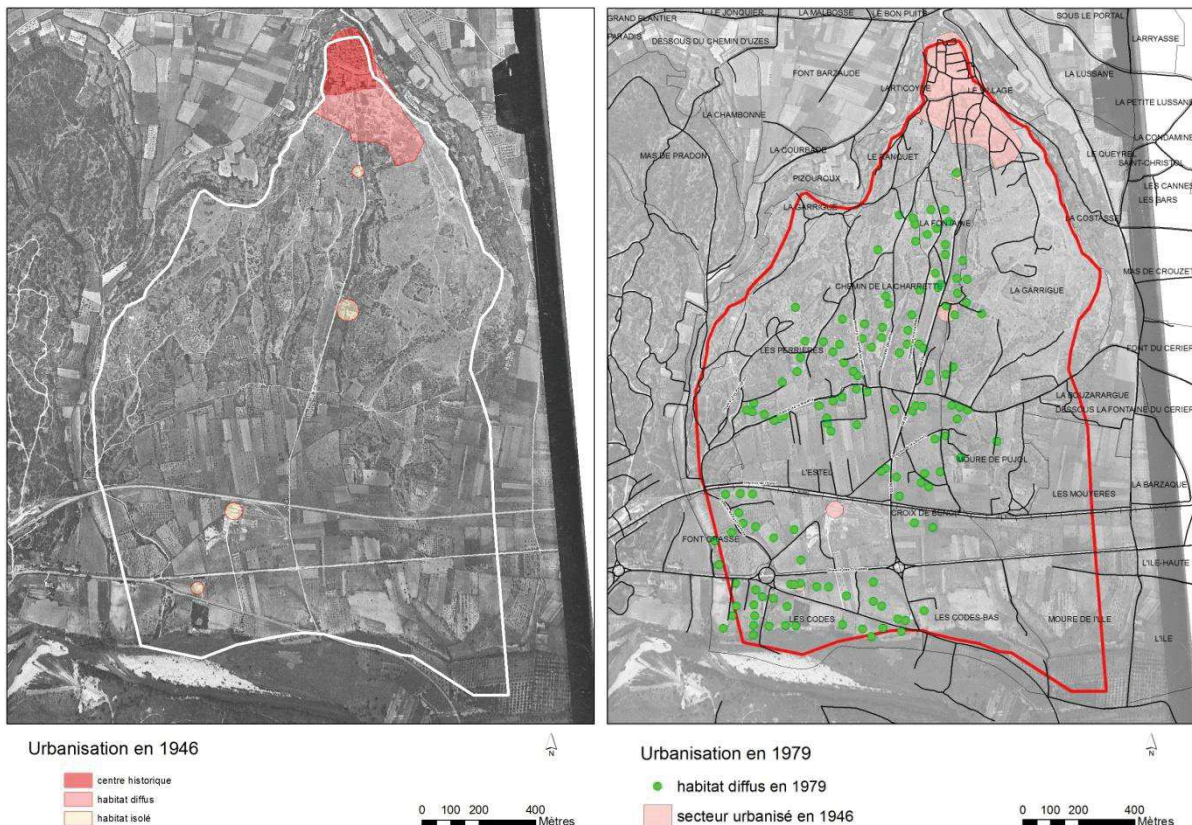 GRAND PLANTIER
LE JONQUIER
LA MALBOSSE
LE BON PUITS
SOUS LE PORTAL
PARADIS
DESSOUS DU CHEMIN D'UZES
LARRYASSE
FONT BARZAUDE
LA LUSSANE
LARTICOYSE
LE VILLAGE
LA PETITE LUSSANE
LA CHAMBONNE
LA CONDAMINE
LA COURBADE
LE RANQUET
LE QUEYREL
MAS DE PRADON
SAINT-CHRISTOL
PIZOUROUX
LES CANNES
LES BARS
LA GARRIGUE
LA FONTAINE
LA COSTASSE
MAS DE CROUZET
CHEMIN DE LA CHARRETTE
LA GARRIGUE
LES PERRIERES
FONT DU CERIER
LA BOUZARARGUE
DESSOUS LA FONTAINE DU CERIER
L'ESTEL
MOURE DE PUJOL
LES MOUYERES
LA BARZAQUE
CROIX DE BENOIT
FONT GRASSE
L'ILE-HAUTE
LES CODES
LES CODES-BAS
MOURE DE L'ILE
L'ILE
Urbanisation en 1946
N
centre historique
habitat diffus
habitat isolé
0 100 200 400
Mètres
Urbanisation en 1979
N
habitat diffus en 1979
secteur urbanisé en 1946
0 100 200 400
Mètres